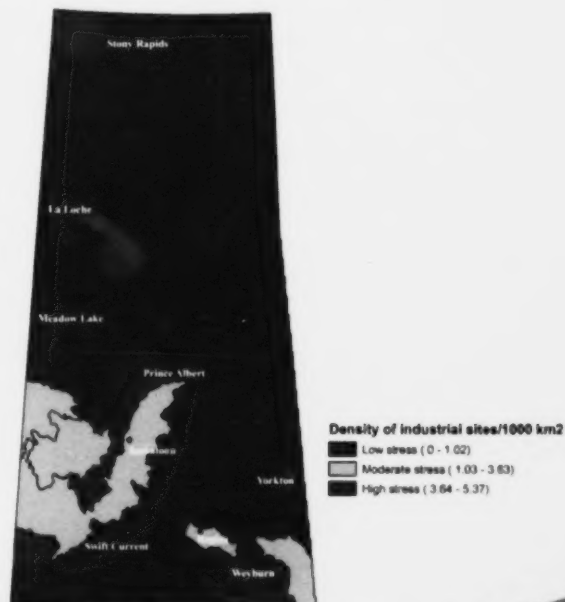 Stony Rapids
La Loche
Meadow Lake
Prince Albert
Saskatoon
Yorkton
Swift Current
Regina
Weyburn
Density of industrial sites/1000 km2
Low stress ( 0 - 1.02)
Moderate stress ( 1.03 - 3.63)
High stress ( 3.64 - 5.37)